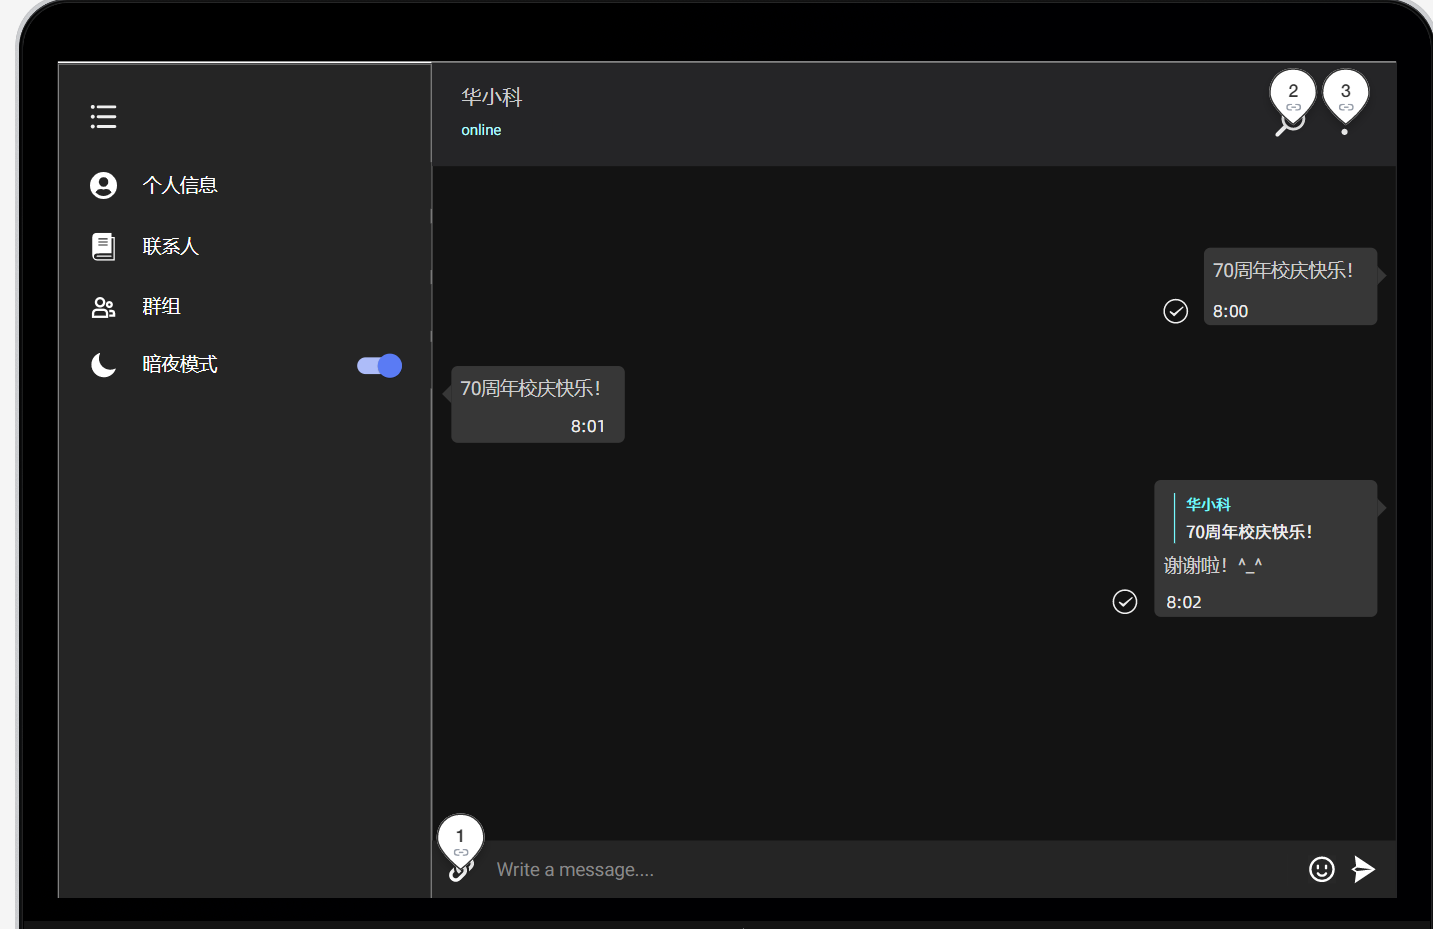 华小科
online
2
3
个人信息
联系人
群组
暗夜模式
70周年校庆快乐！
8:00
70周年校庆快乐！
8:01
华小科
70周年校庆快乐！
谢谢啦！^_^
8:02
1
Write a message....